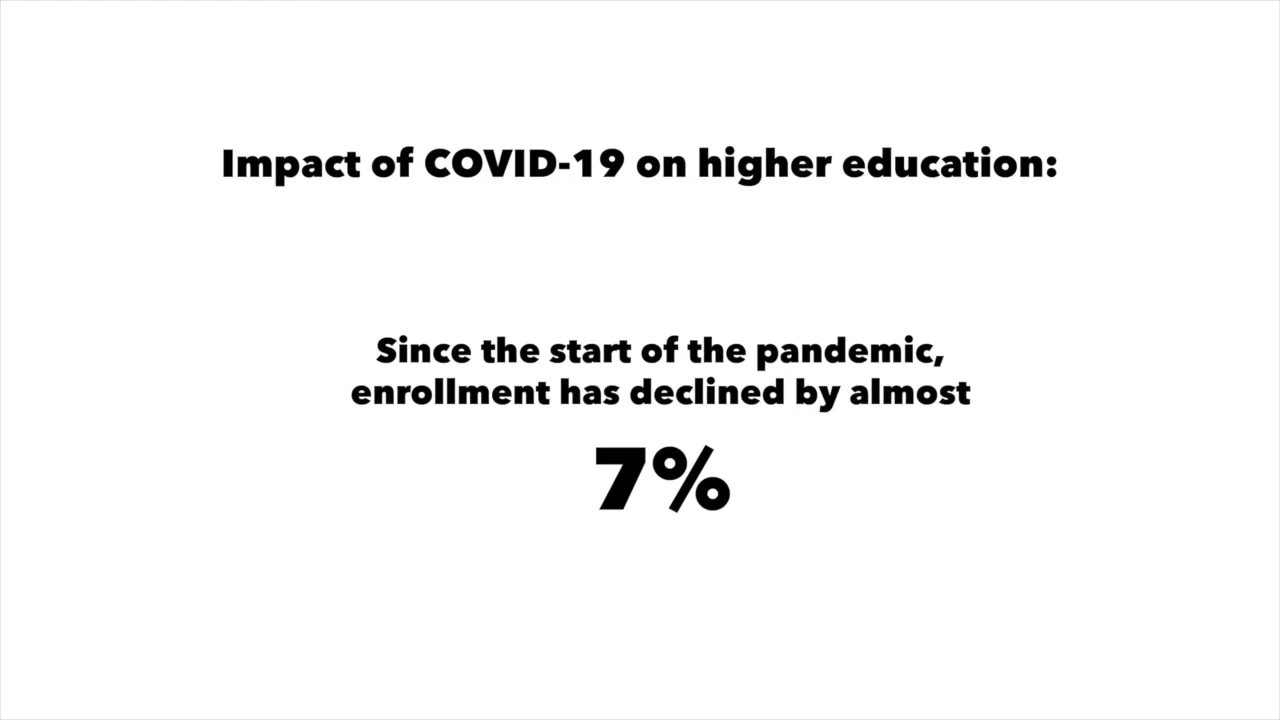 Impact of COVID-19 on higher education:
Since the start of the pandemic,
enrollment has declined by almost
7%